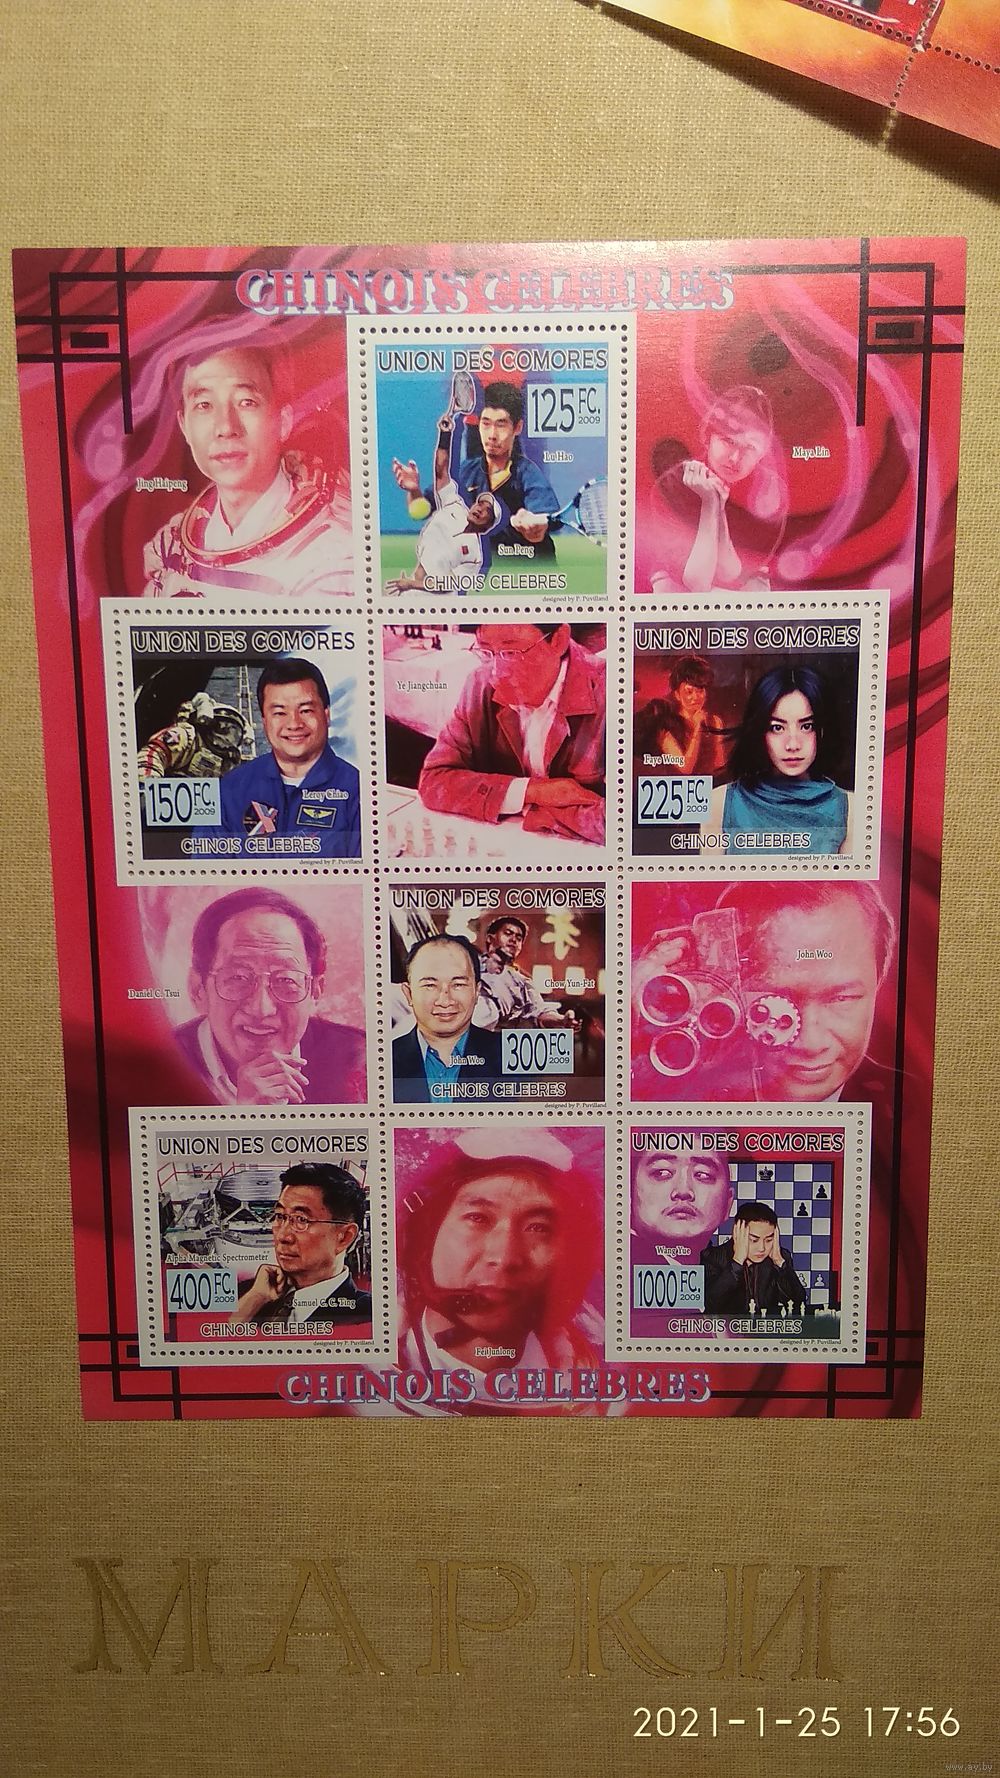 CHINOIS CELEBRES
UNION DES COMORES
125 FC.
2009
Lu Hao
Sun Peng
CHINOIS CELEBRES
designed by P. Puvilland
Jing Haipeng
Maya Lin
UNION DES COMORES
150 FC.
2009
Leroy Chiao
CHINOIS CELEBRES
designed by P. Puvilland
Ye Jiangchuan
UNION DES COMORES
Faye Wong
225 FC.
2009
CHINOIS CELEBRES
designed by P. Puvilland
Daniel C. Tsui
UNION DES COMORES
Chow Yun-Fat
John Woo
300 FC.
2009
CHINOIS CELEBRES
designed by P. Puvilland
John Woo
UNION DES COMORES
Alpha Magnetic Spectrometer
400 FC.
2009
Samuel C. C. Ting
CHINOIS CELEBRES
designed by P. Puvilland
Fei Junlong
UNION DES COMORES
Wang Yue
1000 FC.
2009
CHINOIS CELEBRES
designed by P. Puvilland
CHINOIS CELEBRES
МАРКИ
2021-1-25 17:56
www.ay.by